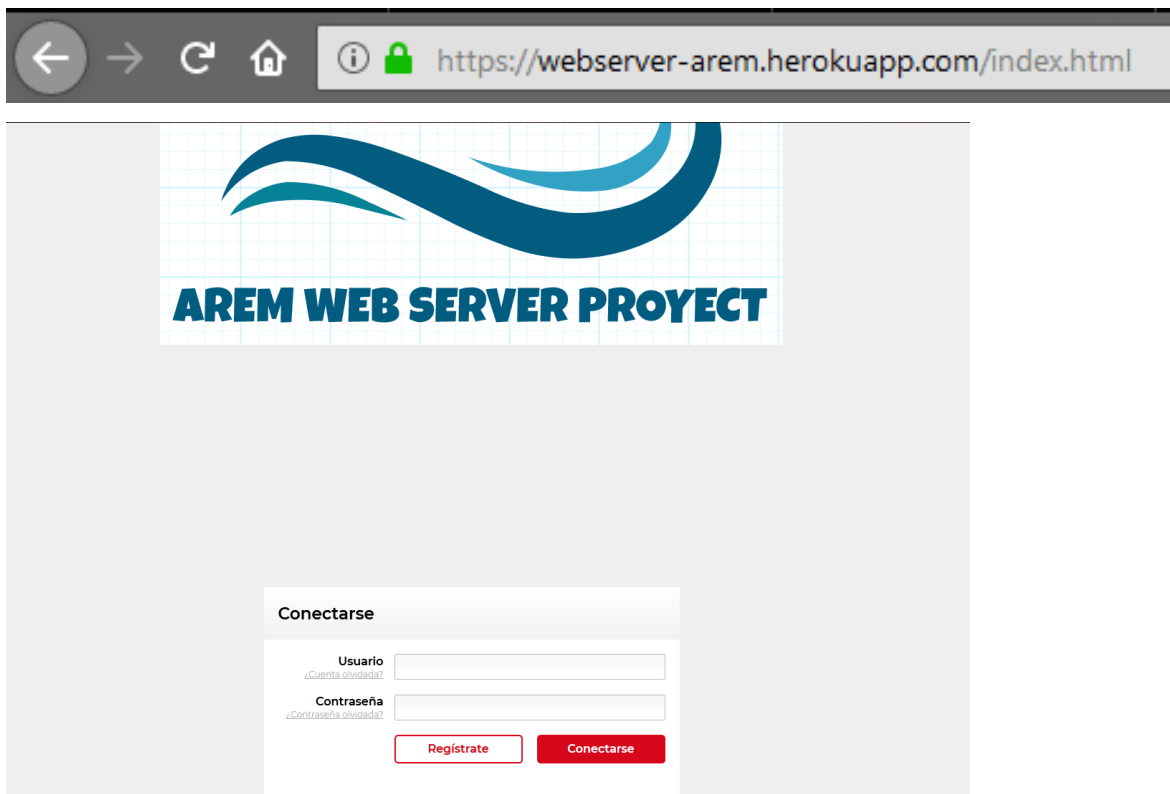 https://webserver-arem.herokuapp.com/index.html
AREM WEB SERVER PROYECT
Conectarse
Usuario
¿Cuenta olvidada?
Contraseña
¿Contraseña olvidada?
Regístrate Conectarse